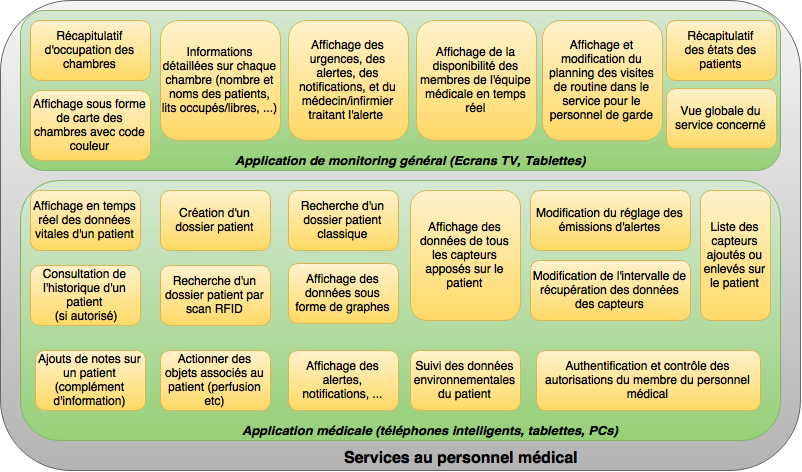 Récapitulatif
d'occupation des
chambres
Affichage sous forme
de carte des
chambres avec code
couleur
Informations
détaillées sur chaque
chambre (nombre et
noms des patients,
lits occupés/libres, ...)
Affichage des
urgences, des
alertes, des
notifications, et du
médecin/infirmier
traitant l'alerte
Affichage de la
disponibilité des
membres de l'équipe
médicale en temps
réel
Affichage et
modification du
planning des visites
de routine dans le
service pour le
personnel de garde
Récapitulatif
des états des
patients
Vue globale du
service concerné
Application de monitoring général (Ecrans TV, Tablettes)
Affichage en temps
réel des données
vitales d'un patient
Création d'un
dossier patient
Recherche d'un
dossier patient
classique
Affichage des
données de tous
les capteurs
apposés sur le
patient
Modification du réglage des
émissions d'alertes
Liste des
capteurs
ajoutés ou
enlevés sur
le patient
Consultation de
l'historique d'un
patient
(si autorisé)
Recherche d'un
dossier patient par
scan RFID
Affichage des
données sous
forme de graphes
Modification de l'intervalle de
récupération des données
des capteurs
Ajouts de notes sur
un patient
(complément
d'information)
Actionner des
objets associés au
patient (perfusion
etc)
Affichage des
alertes,
notifications, ...
Suivi des données
environnementales
du patient
Authentification et contrôle des
autorisations du membre du personnel
médical
Application médicale (téléphones intelligents, tablettes, PCs)
Services au personnel médical